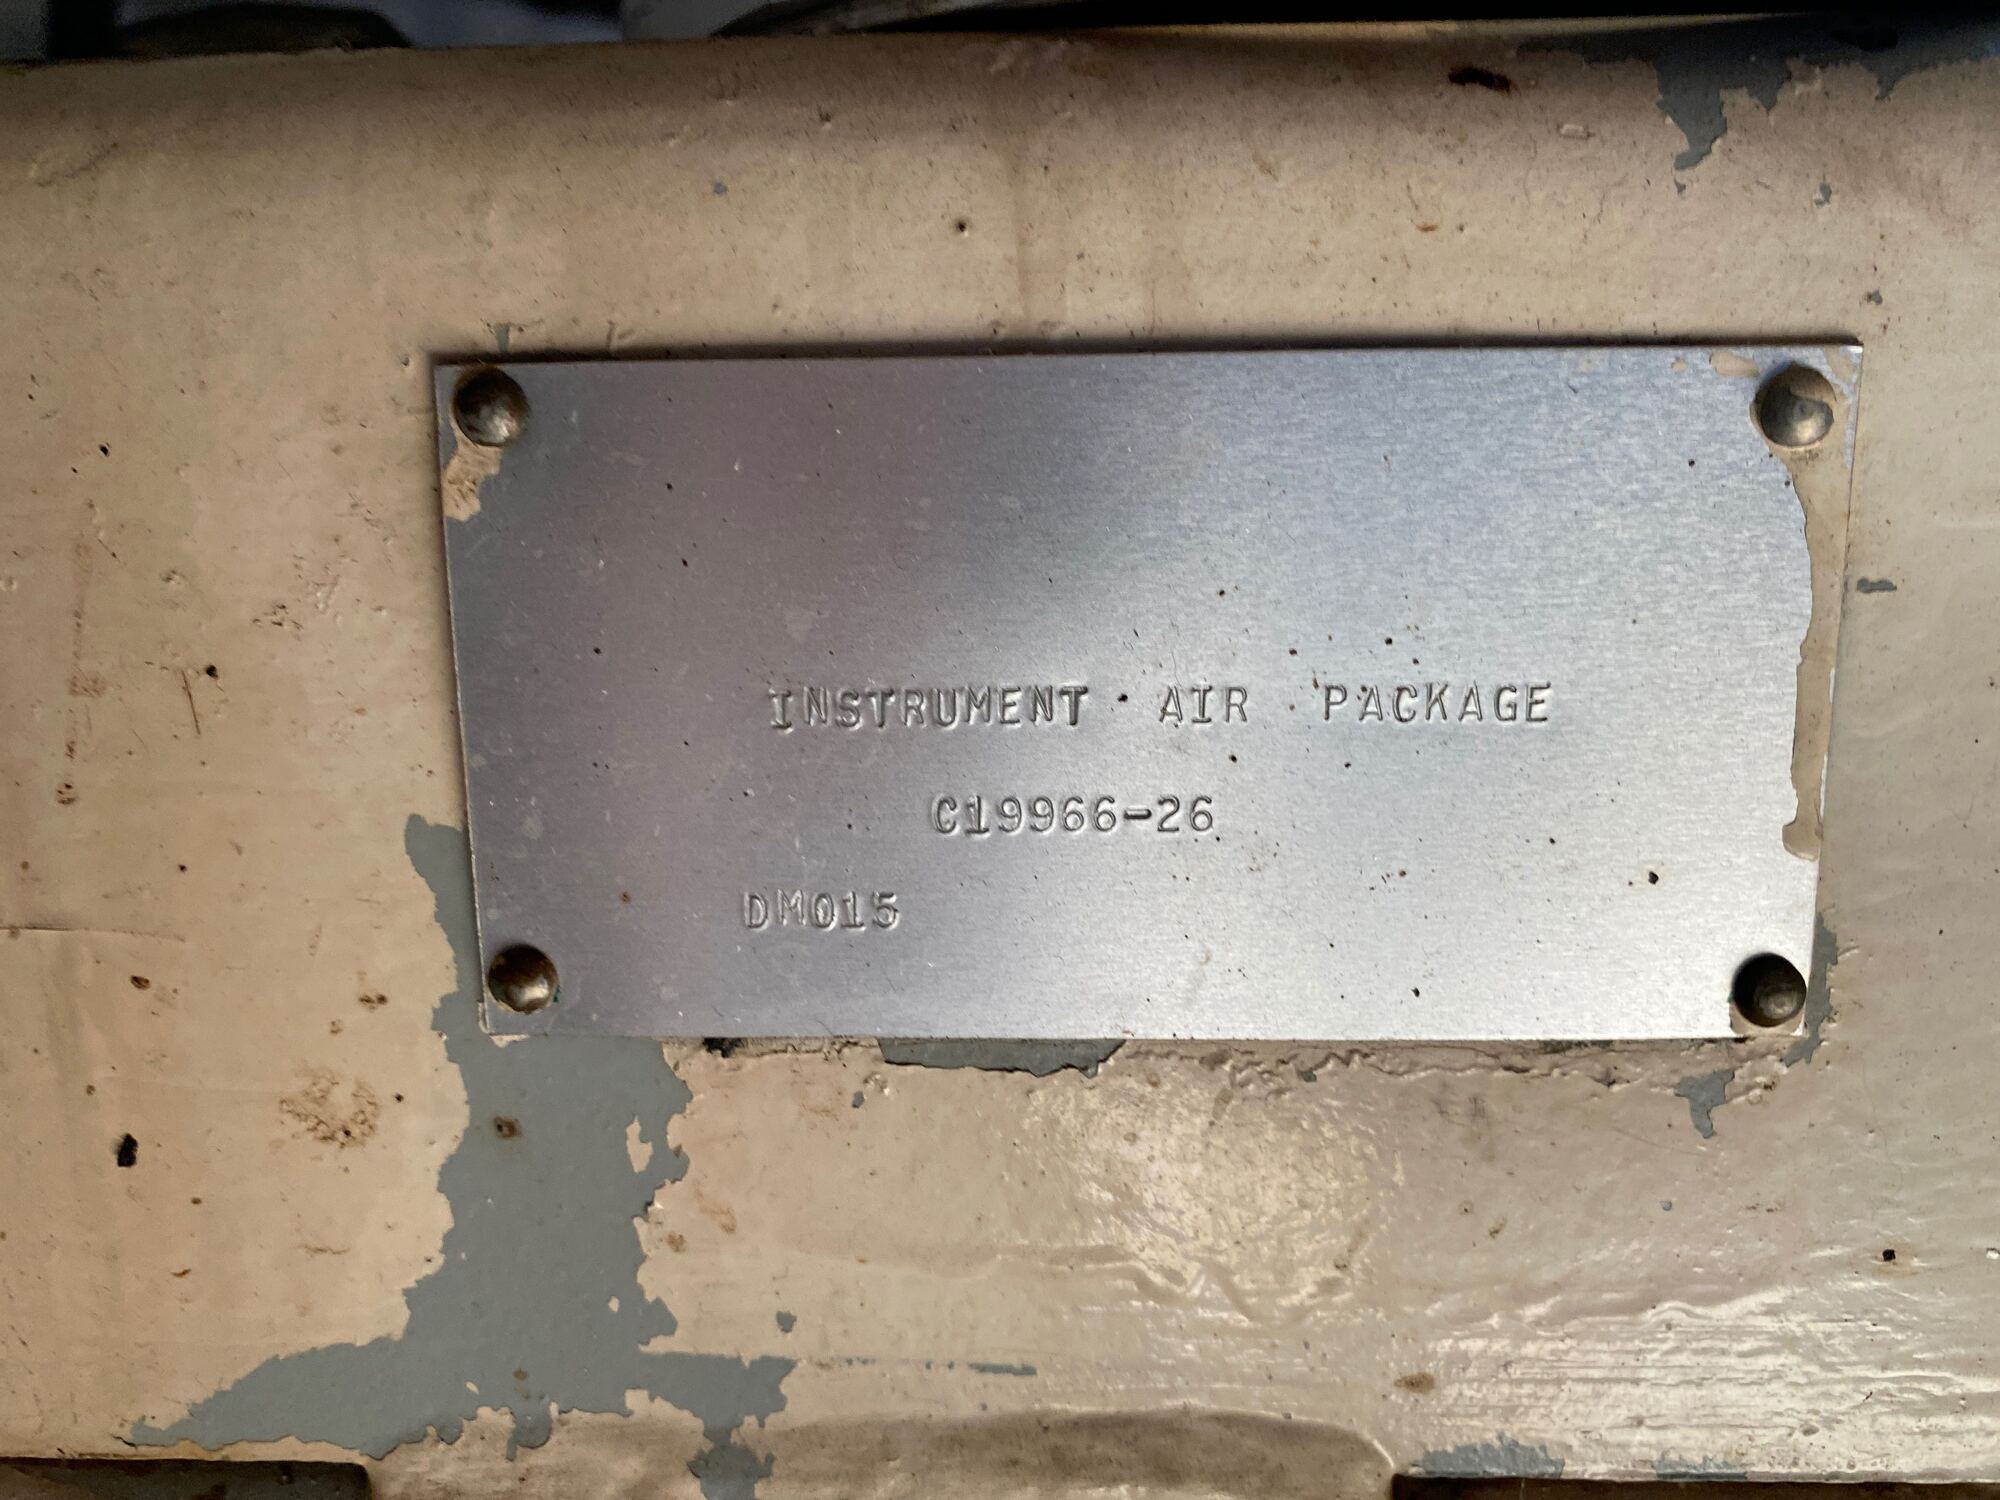 INSTRUMENT AIR PACKAGE
C19966-26
DM015